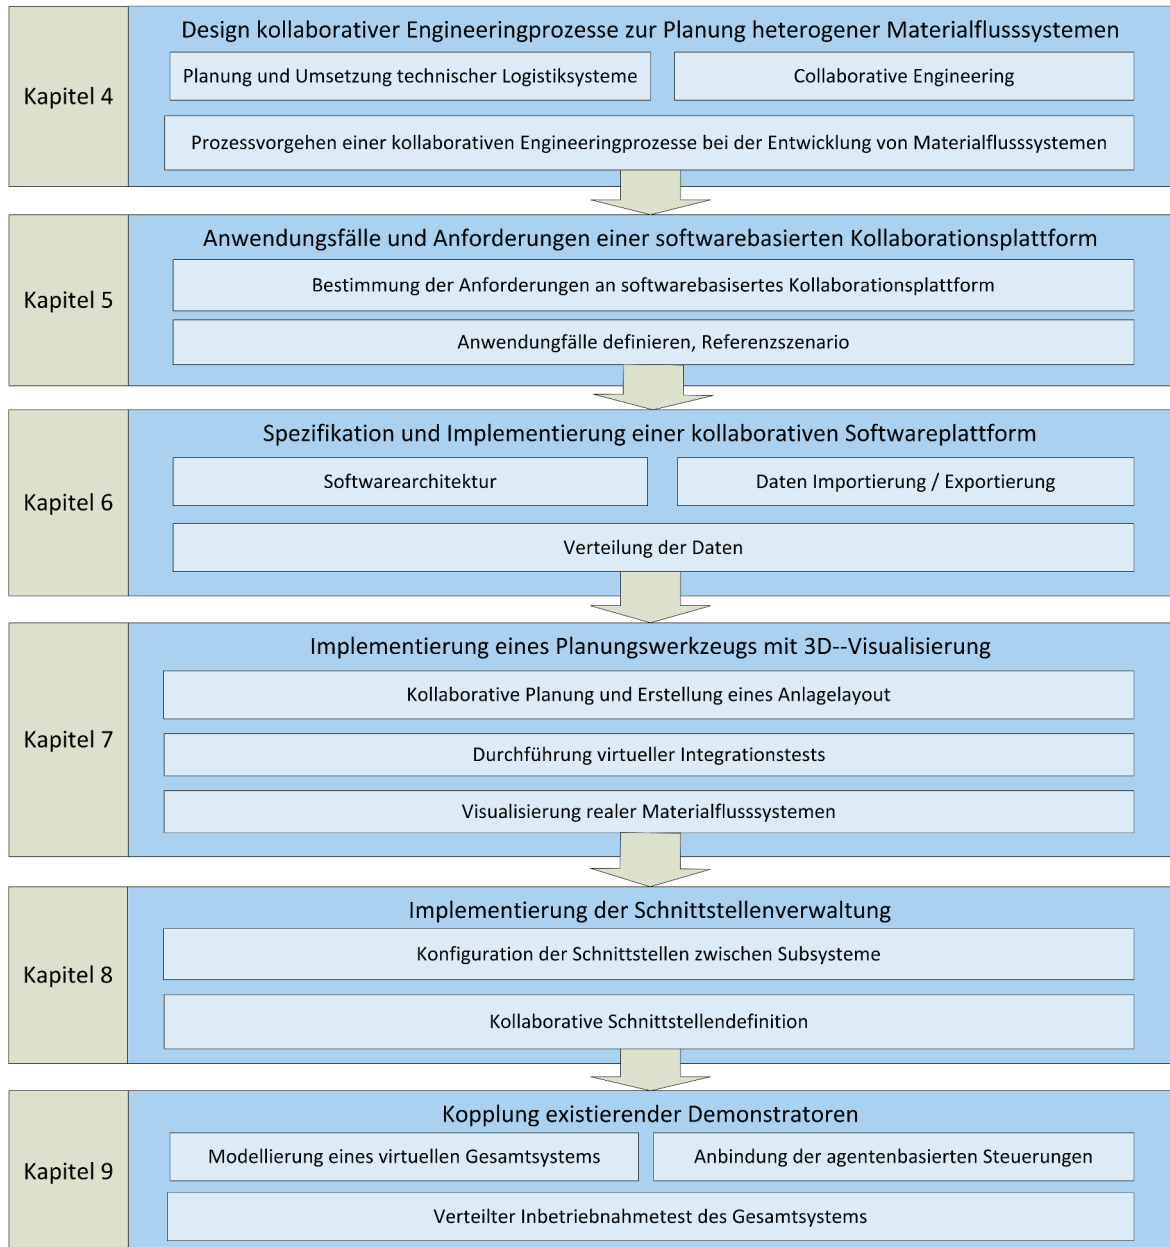 Design kollaborativer Engineeringprozesse zur Planung heterogener Materialflusssystemen
Kapitel 4
Planung und Umsetzung technischer Logistiksysteme
Collaborative Engineering
Prozessvorgehen einer kollaborativen Engineeringprozesse bei der Entwicklung von Materialflusssystemen
Anwendungsfälle und Anforderungen einer softwarebasierten Kollaborationsplattform
Kapitel 5
Bestimmung der Anforderungen an softwarebasiertes Kollaborationsplattform
Anwendungfälle definieren, Referenzszenario
Spezifikation und Implementierung einer kollaborativen Softwareplattform
Kapitel 6
Softwarearchitektur
Daten Importierung / Exportierung
Verteilung der Daten
Implementierung eines Planungswerkzeugs mit 3D--Visualisierung
Kapitel 7
Kollaborative Planung und Erstellung eines Anlagelayout
Durchführung virtueller Integrationstests
Visualisierung realer Materialflusssystemen
Implementierung der Schnittstellenverwaltung
Kapitel 8
Konfiguration der Schnittstellen zwischen Subsysteme
Kollaborative Schnittstellendefinition
Kopplung existierender Demonstratoren
Kapitel 9
Modellierung eines virtuellen Gesamtsystems
Anbindung der agentenbasierten Steuerungen
Verteilter Inbetriebnahmetest des Gesamtsystems